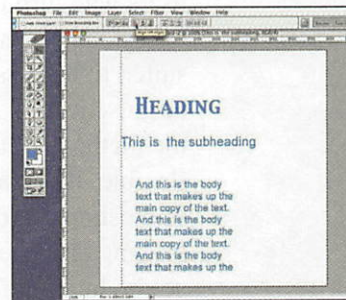 Photoshop File Edit Image Layer Select Filter View Window Help
HEADING
This is the subheading
And this is the body
text that makes up the
main copy of the text.
And this is the body
text that makes up the
main copy of the text.
And this is the body
text that makes up the